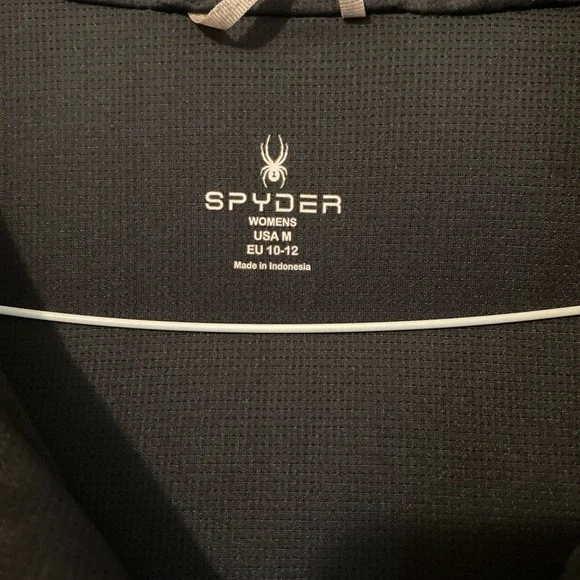 SPYDER
WOMENS
USA M
EU 10-12
Made in Indonesia